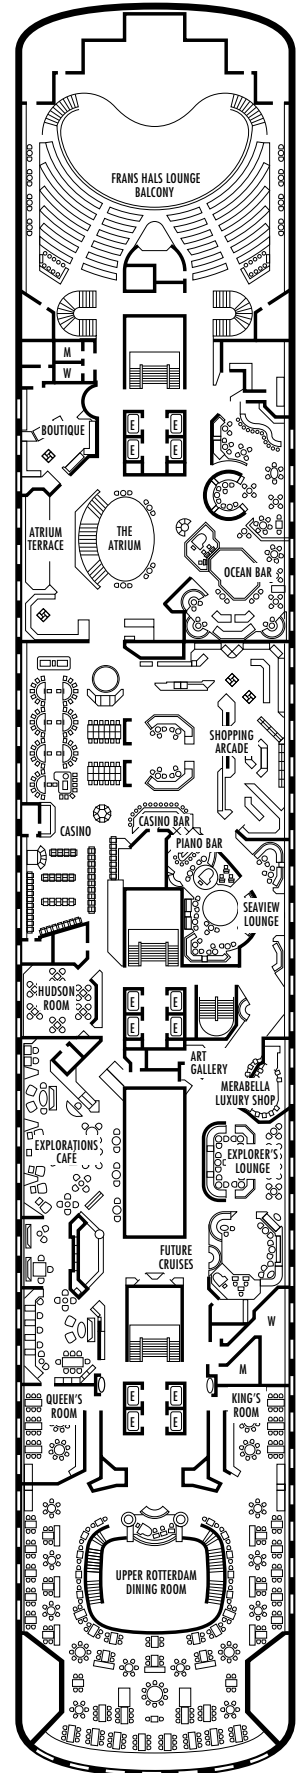 FRANS HALS LOUNGE
BALCONY
M
W
BOUTIQUE
E
E
E
E
ATRIUM
TERRACE
THE
ATRIUM
OCEAN BAR
SHOPPING
ARCADE
CASINO BAR
CASINO
PIANO BAR
SEAVIEW
LOUNGE
HUDSON
ROOM
E
E
E
E
ART
GALLERY
MERABELLA
LUXURY SHOP
EXPLORATIONS
CAFÉ
EXPLORER'S
LOUNGE
FUTURE
CRUISES
W
M
QUEEN'S
ROOM
E
E
E
E
KING'S
ROOM
UPPER ROTTERDAM
DINING ROOM